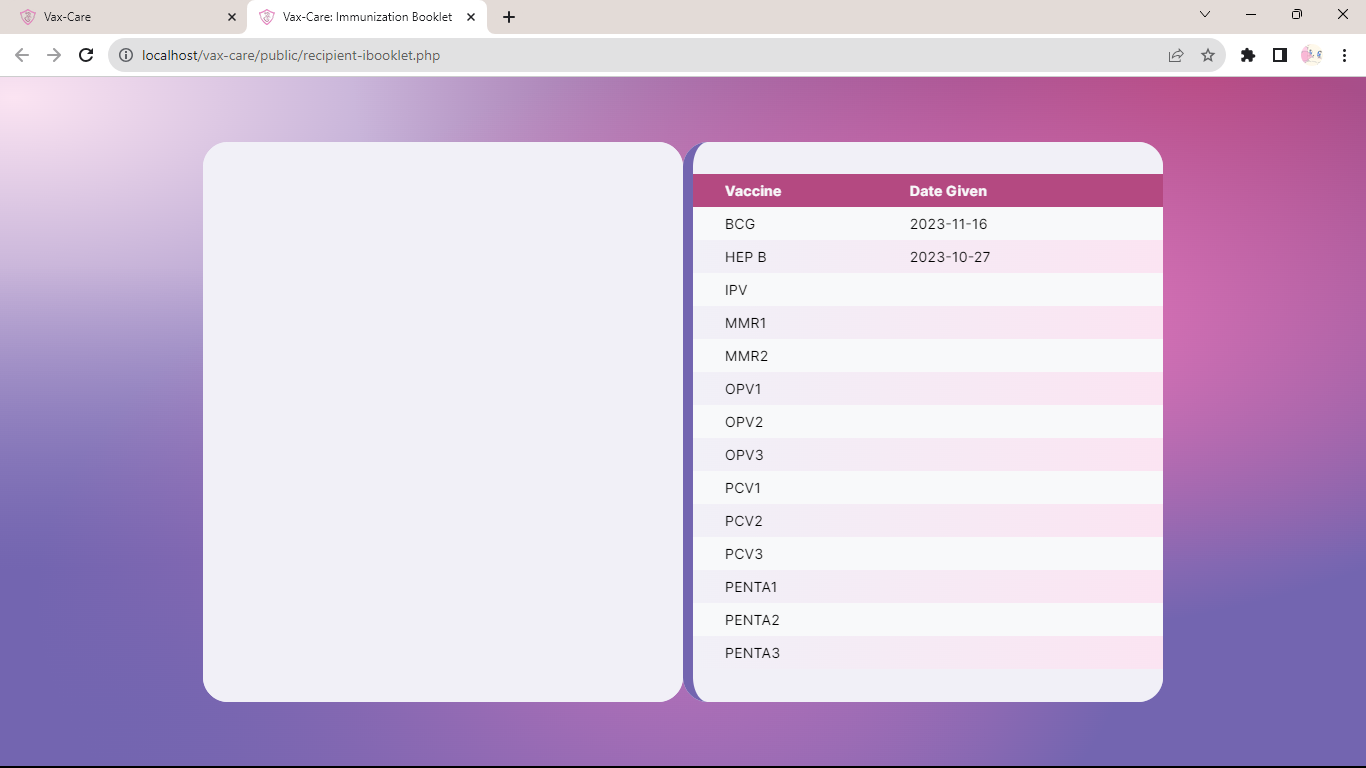 Vax-Care
Vax-Care: Immunization Booklet
localhost/vax-care/public/recipient-ibooklet.php
Vaccine Date Given
BCG 2023-11-16
HEP B 2023-10-27
IPV
MMR1
MMR2
OPV1
OPV2
OPV3
PCV1
PCV2
PCV3
PENTA1
PENTA2
PENTA3